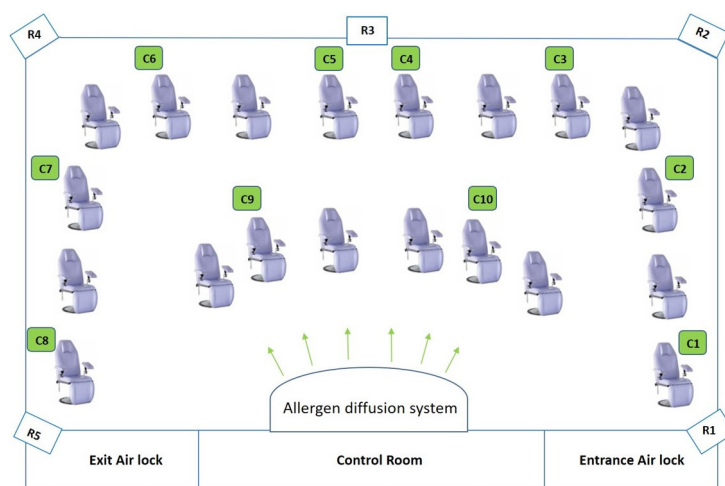 R4
R3
R2
C6
C5
C4
C3
C7
C2
C9
C10
C8
C1
Allergen diffusion system
R5
R1
Exit Air lock
Control Room
Entrance Air lock